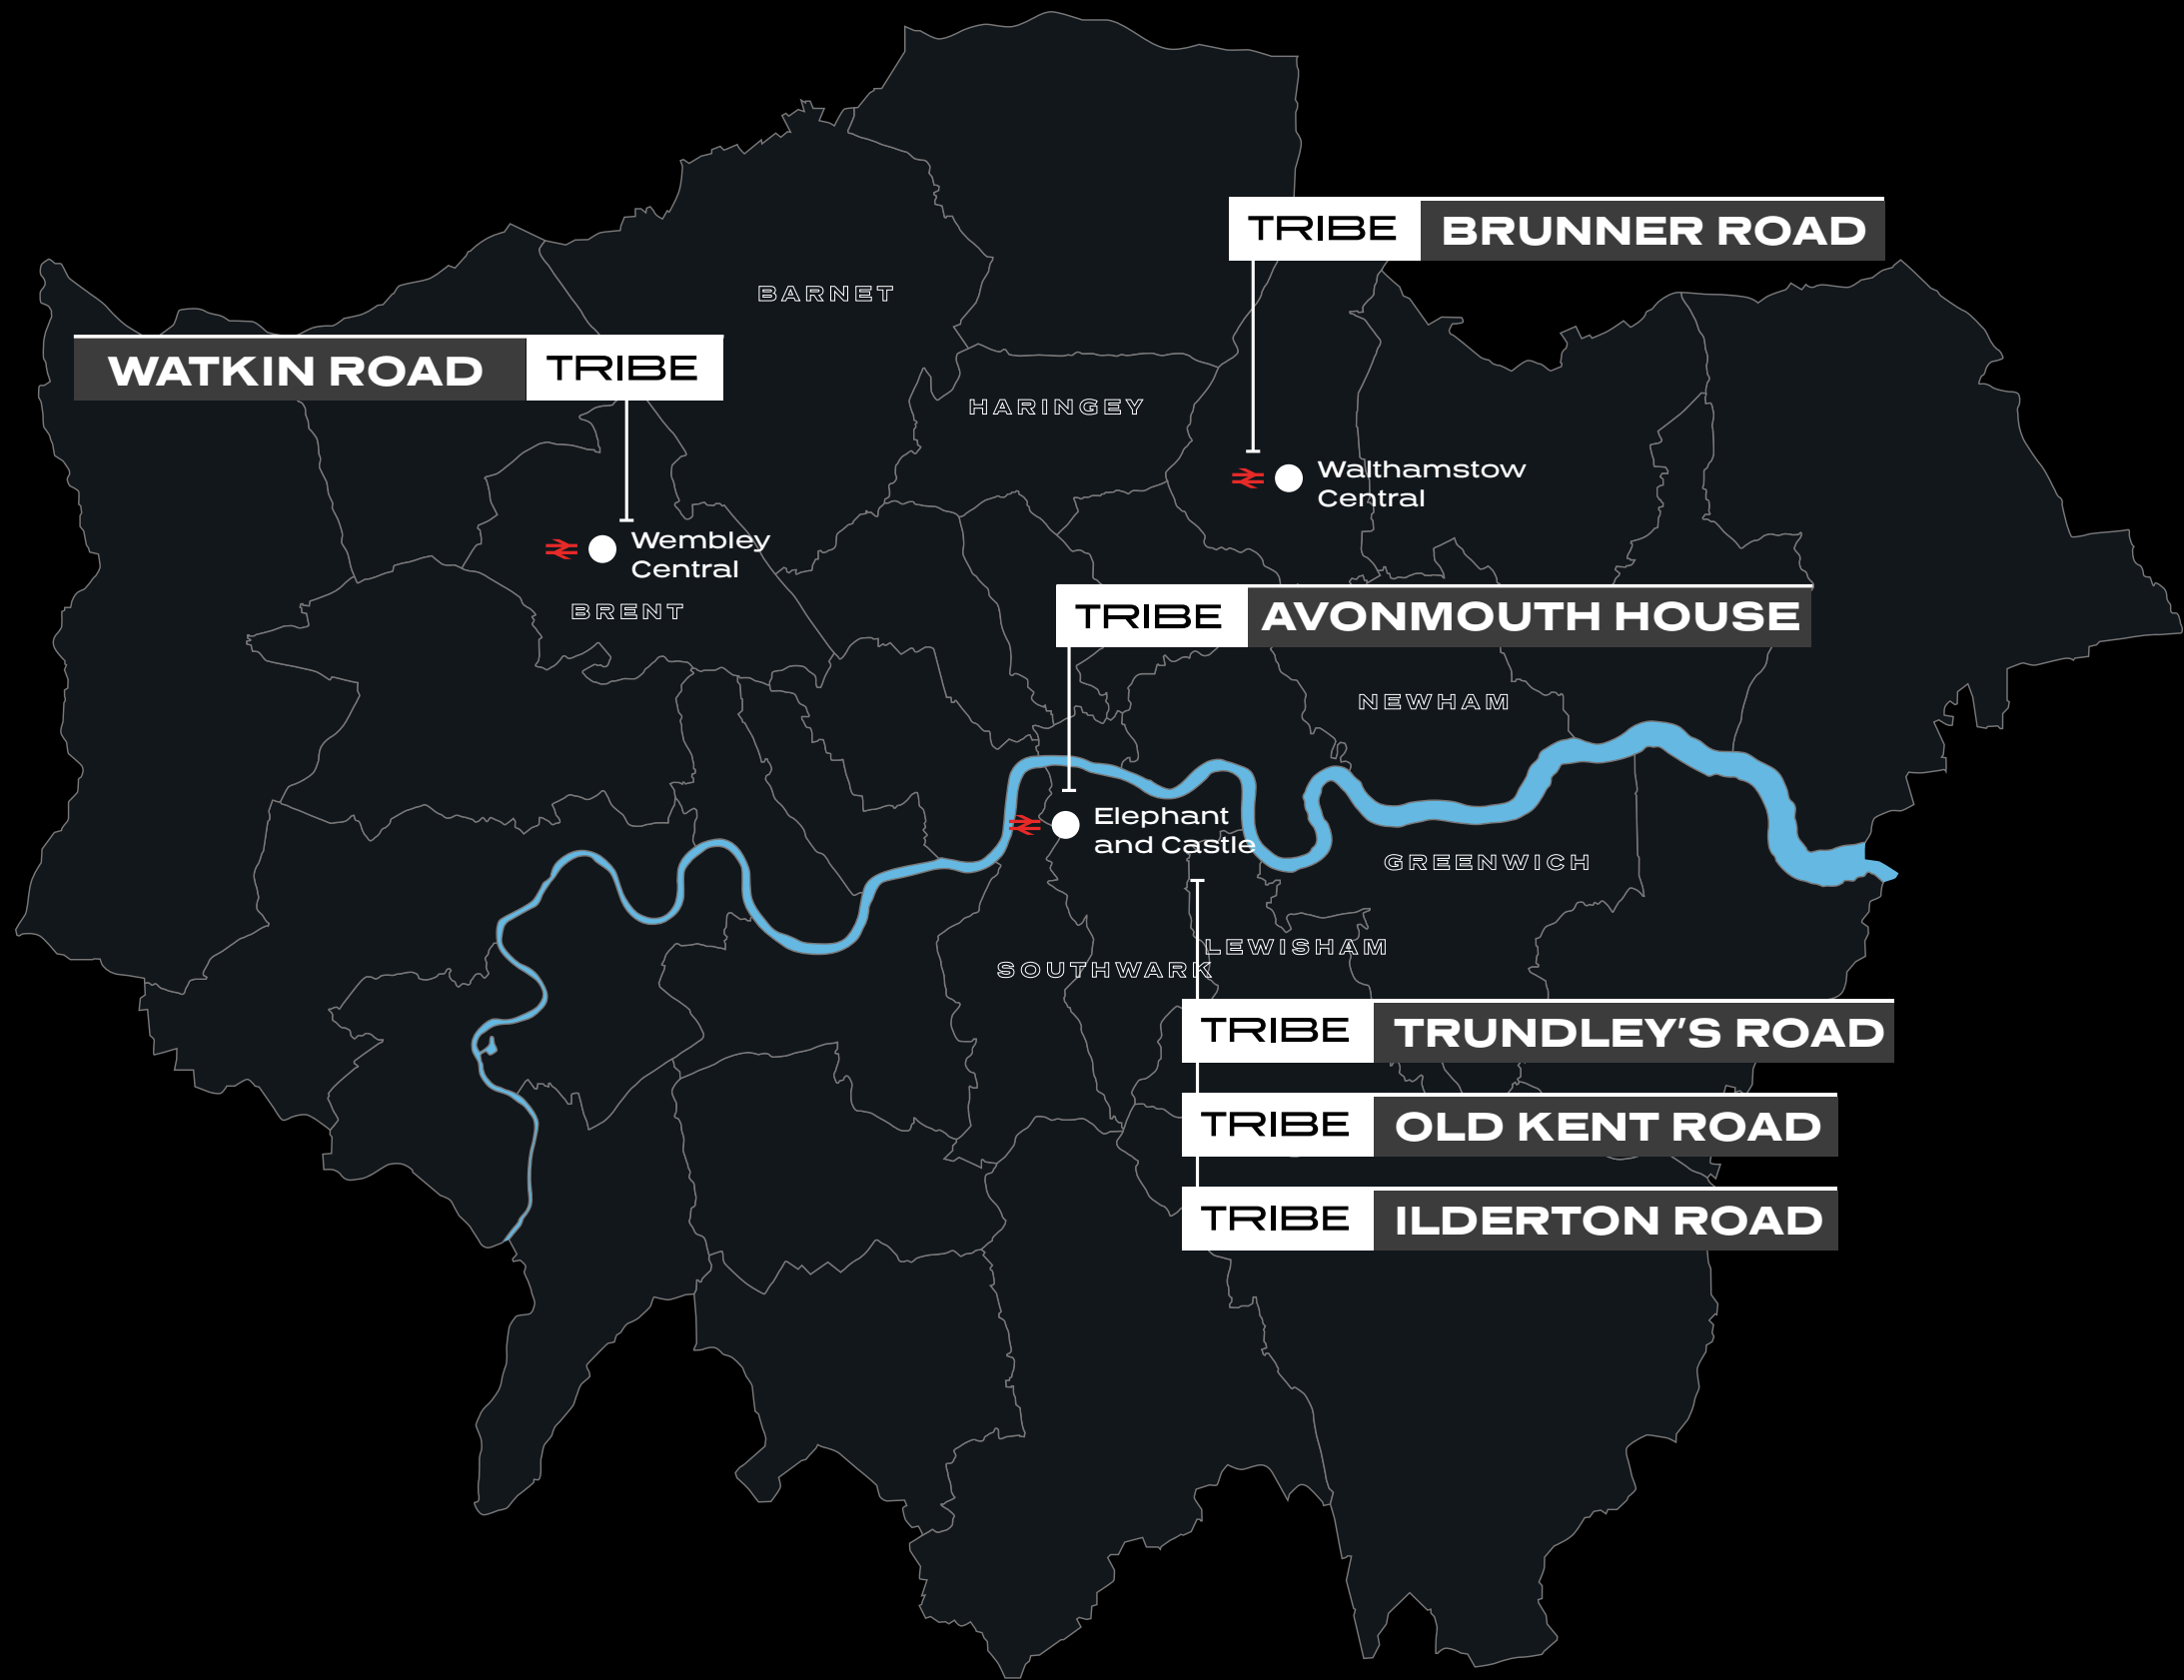 TRIBE BRUNNER ROAD
BARNET
WATKIN ROAD TRIBE
HARINGEY
Walthamstow
Central
Wembley
Central
BRENT
TRIBE AVONMOUTH HOUSE
NEWHAM
Elephant
and Castle
GREENWICH
LEWISHAM
SOUTHWARK
TRIBE TRUNDLEY'S ROAD
TRIBE OLD KENT ROAD
TRIBE ILDERTON ROAD